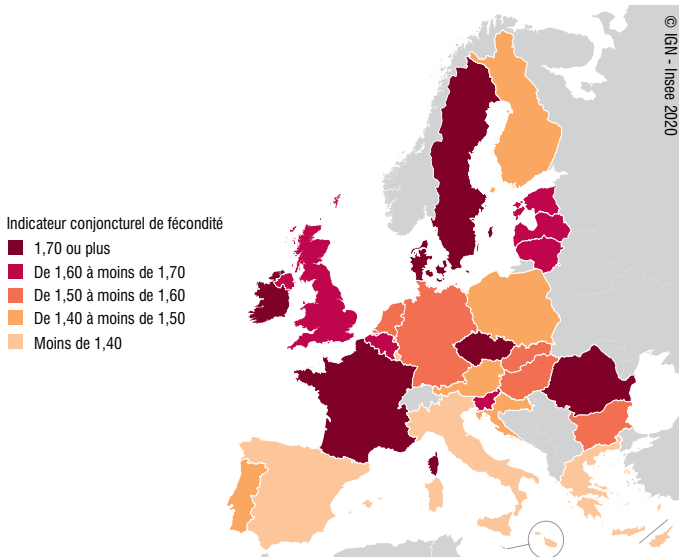 © IGN - Insee 2020
Indicateur conjoncturel de fécondité
1,70 ou plus
De 1,60 à moins de 1,70
De 1,50 à moins de 1,60
De 1,40 à moins de 1,50
Moins de 1,40